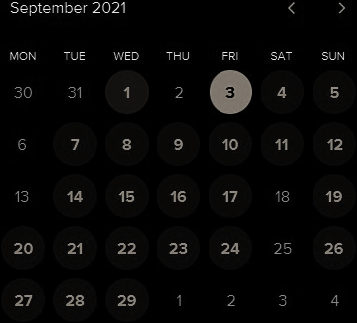 September 2021
MON TUE WED THU FRI SAT SUN
30 31 1 2 3 4 5
6 7 8 9 10 11 12
13 14 15 16 17 18 19
20 21 22 23 24 25 26
27 28 29 1 2 3 4